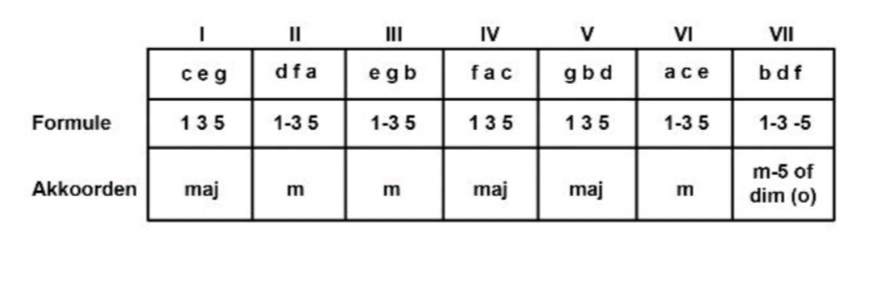 I II III IV V VI VII
c e g d f a e g b f a c g b d a c e b d f
Formule 1 3 5 1-3 5 1-3 5 1 3 5 1 3 5 1-3 5 1-3 -5
Akkoorden maj m m maj maj m m-5 of
dim (o)